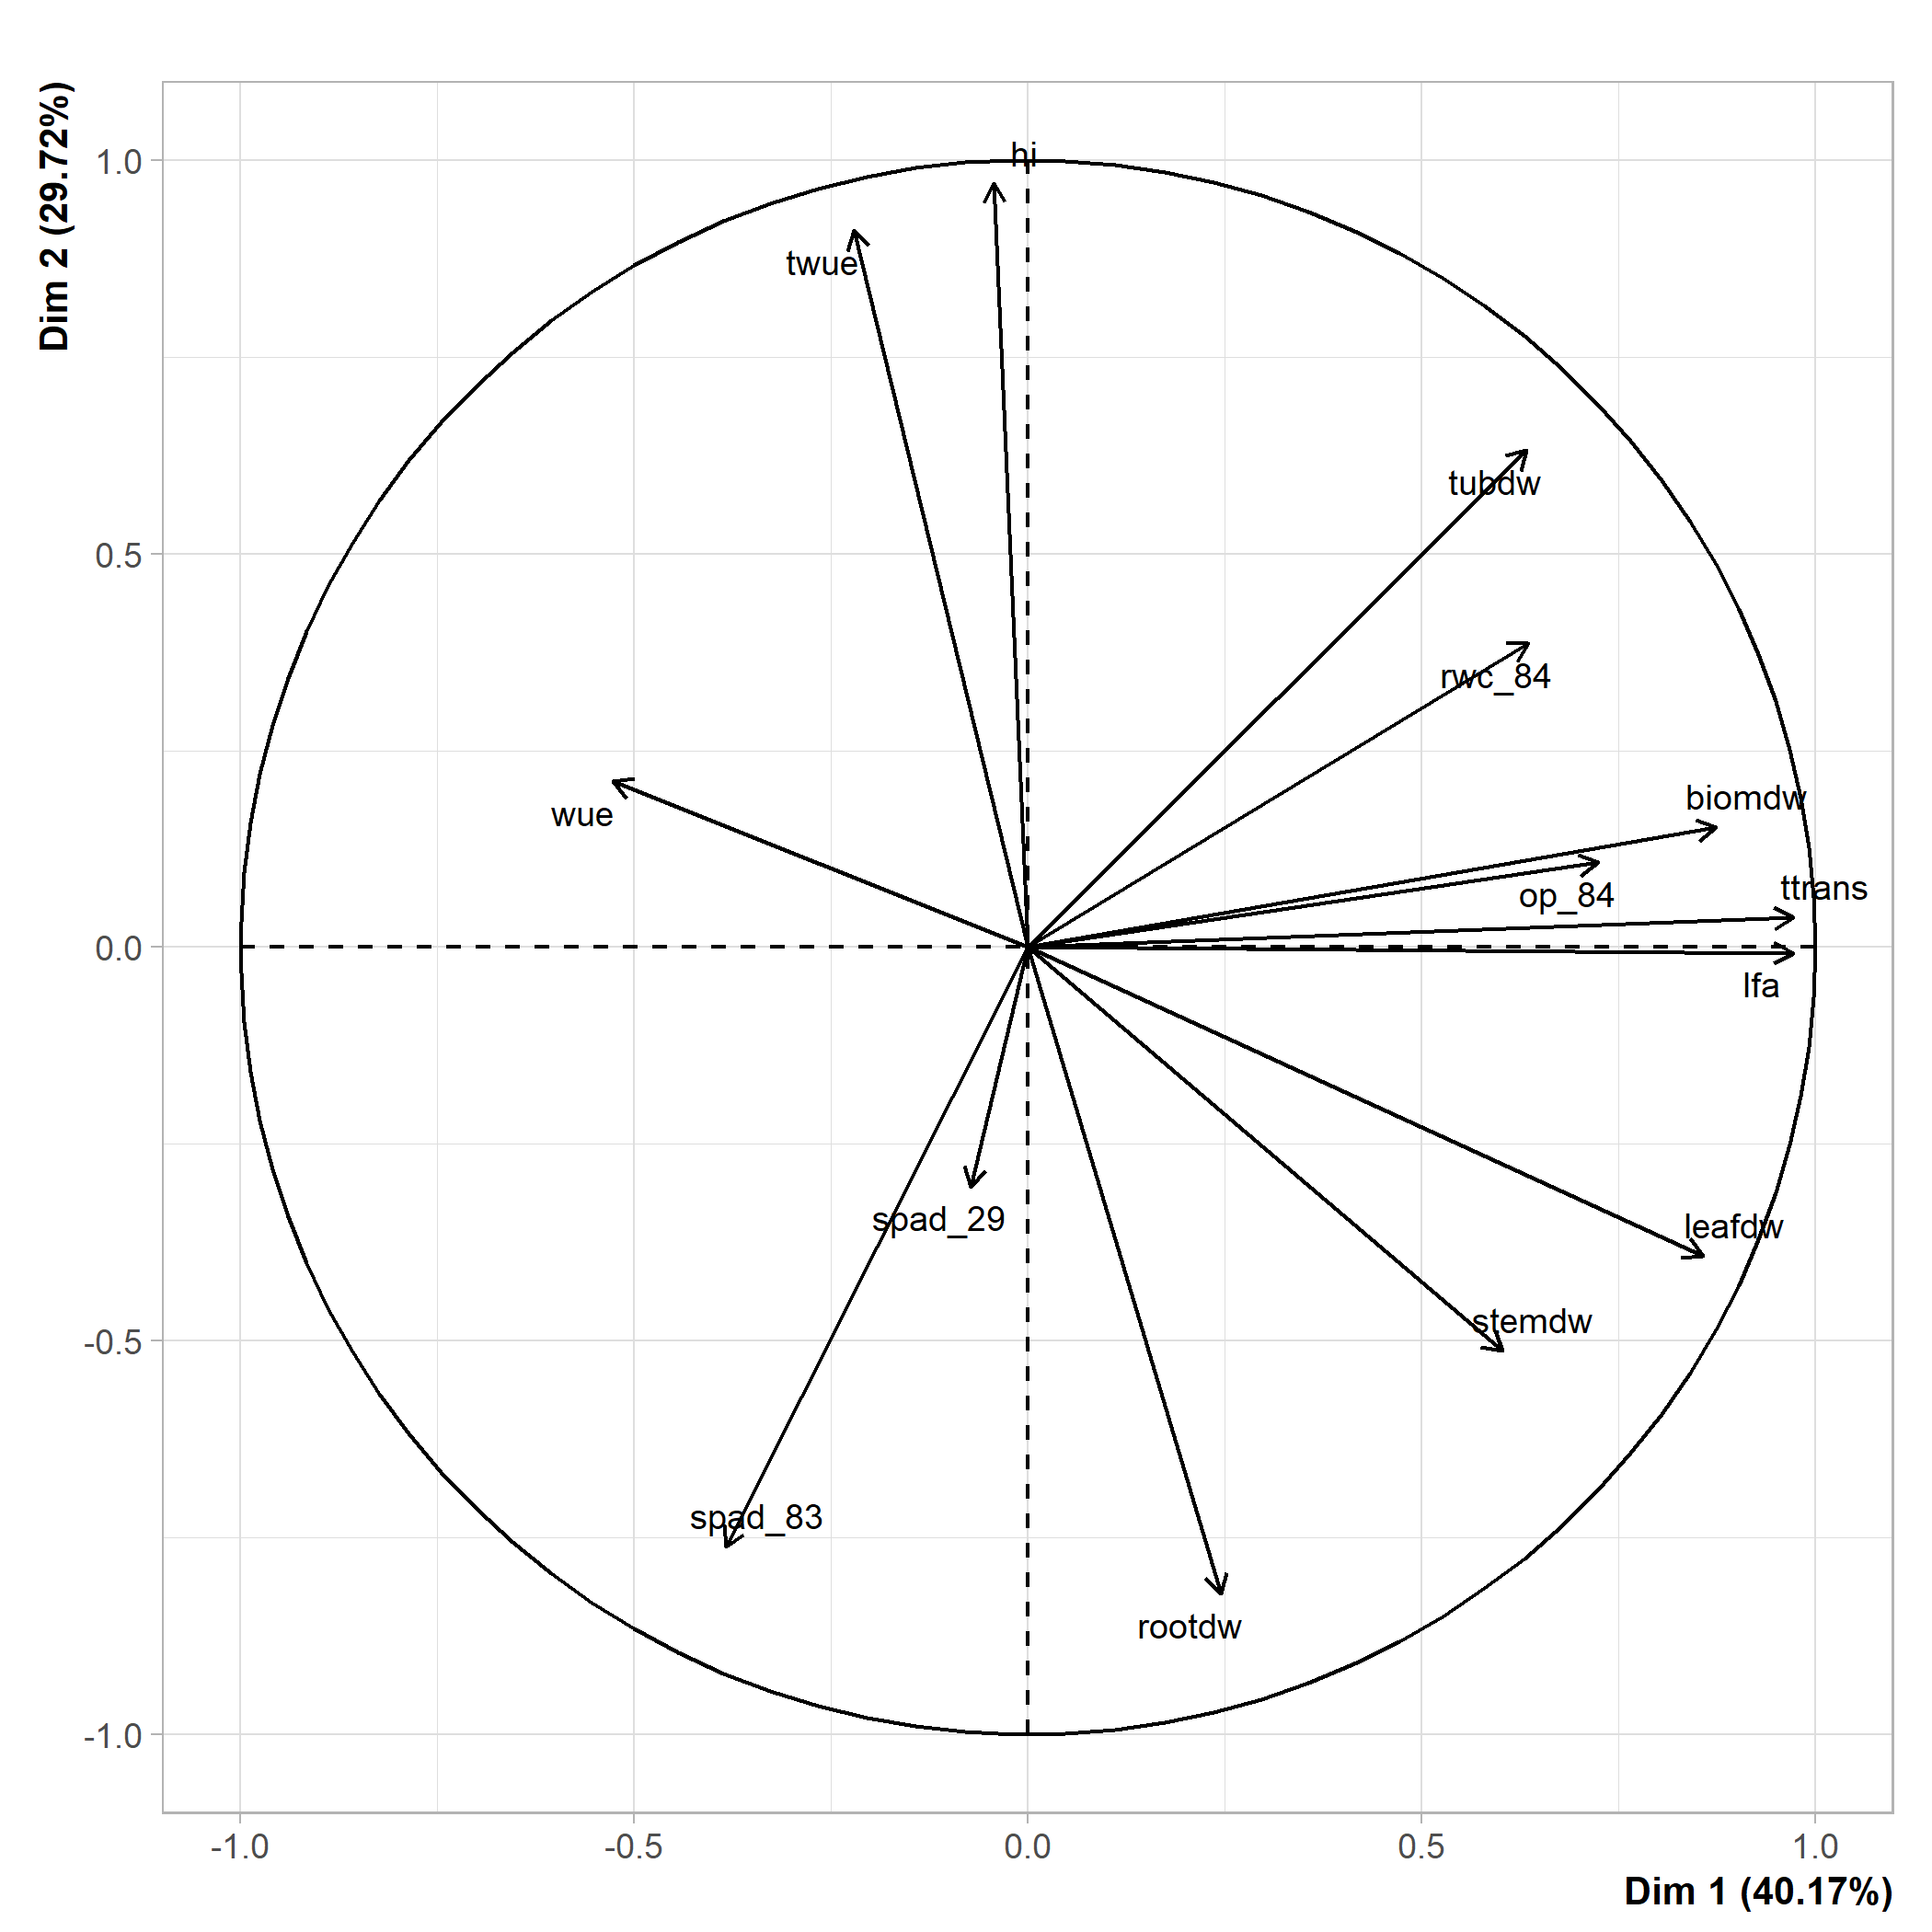 Dim 2 (29.72%)
1.0
0.5
0.0
-0.5
-1.0
hi
twue
tubdw
rwc_84
biomdw
wue
op_84
ttrans
lfa
spad_29
leafdw
stemdw
spad_83
rootdw
-1.0 -0.5 0.0 0.5 1.0
Dim 1 (40.17%)